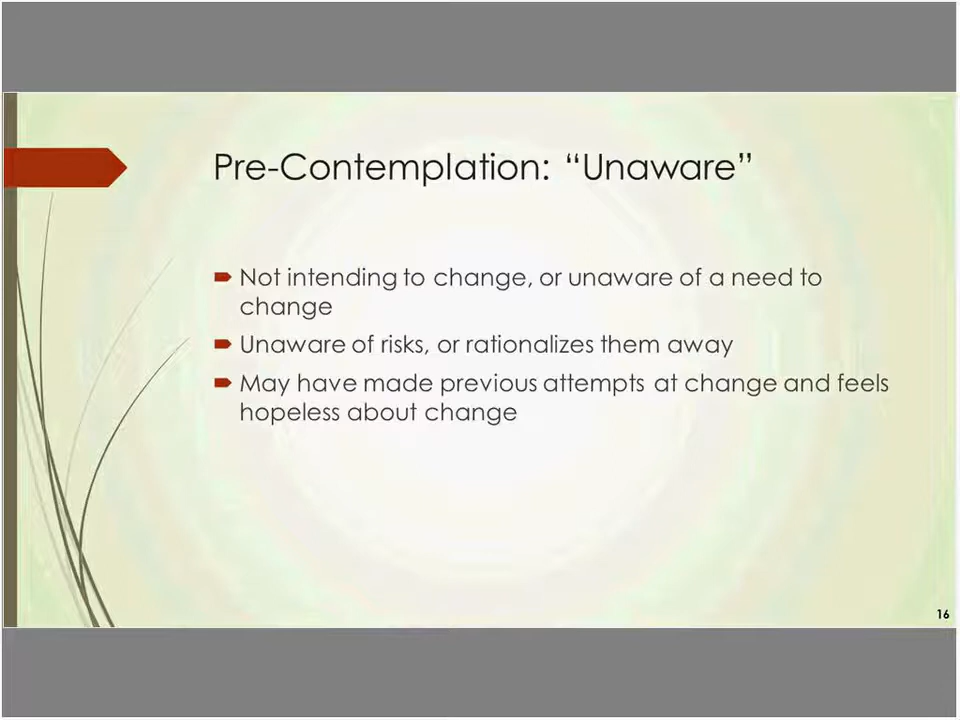 Pre-Contemplation: “Unaware”
Not intending to change, or unaware of a need to
change
Unaware of risks, or rationalizes them away
May have made previous attempts at change and feels
hopeless about change
16